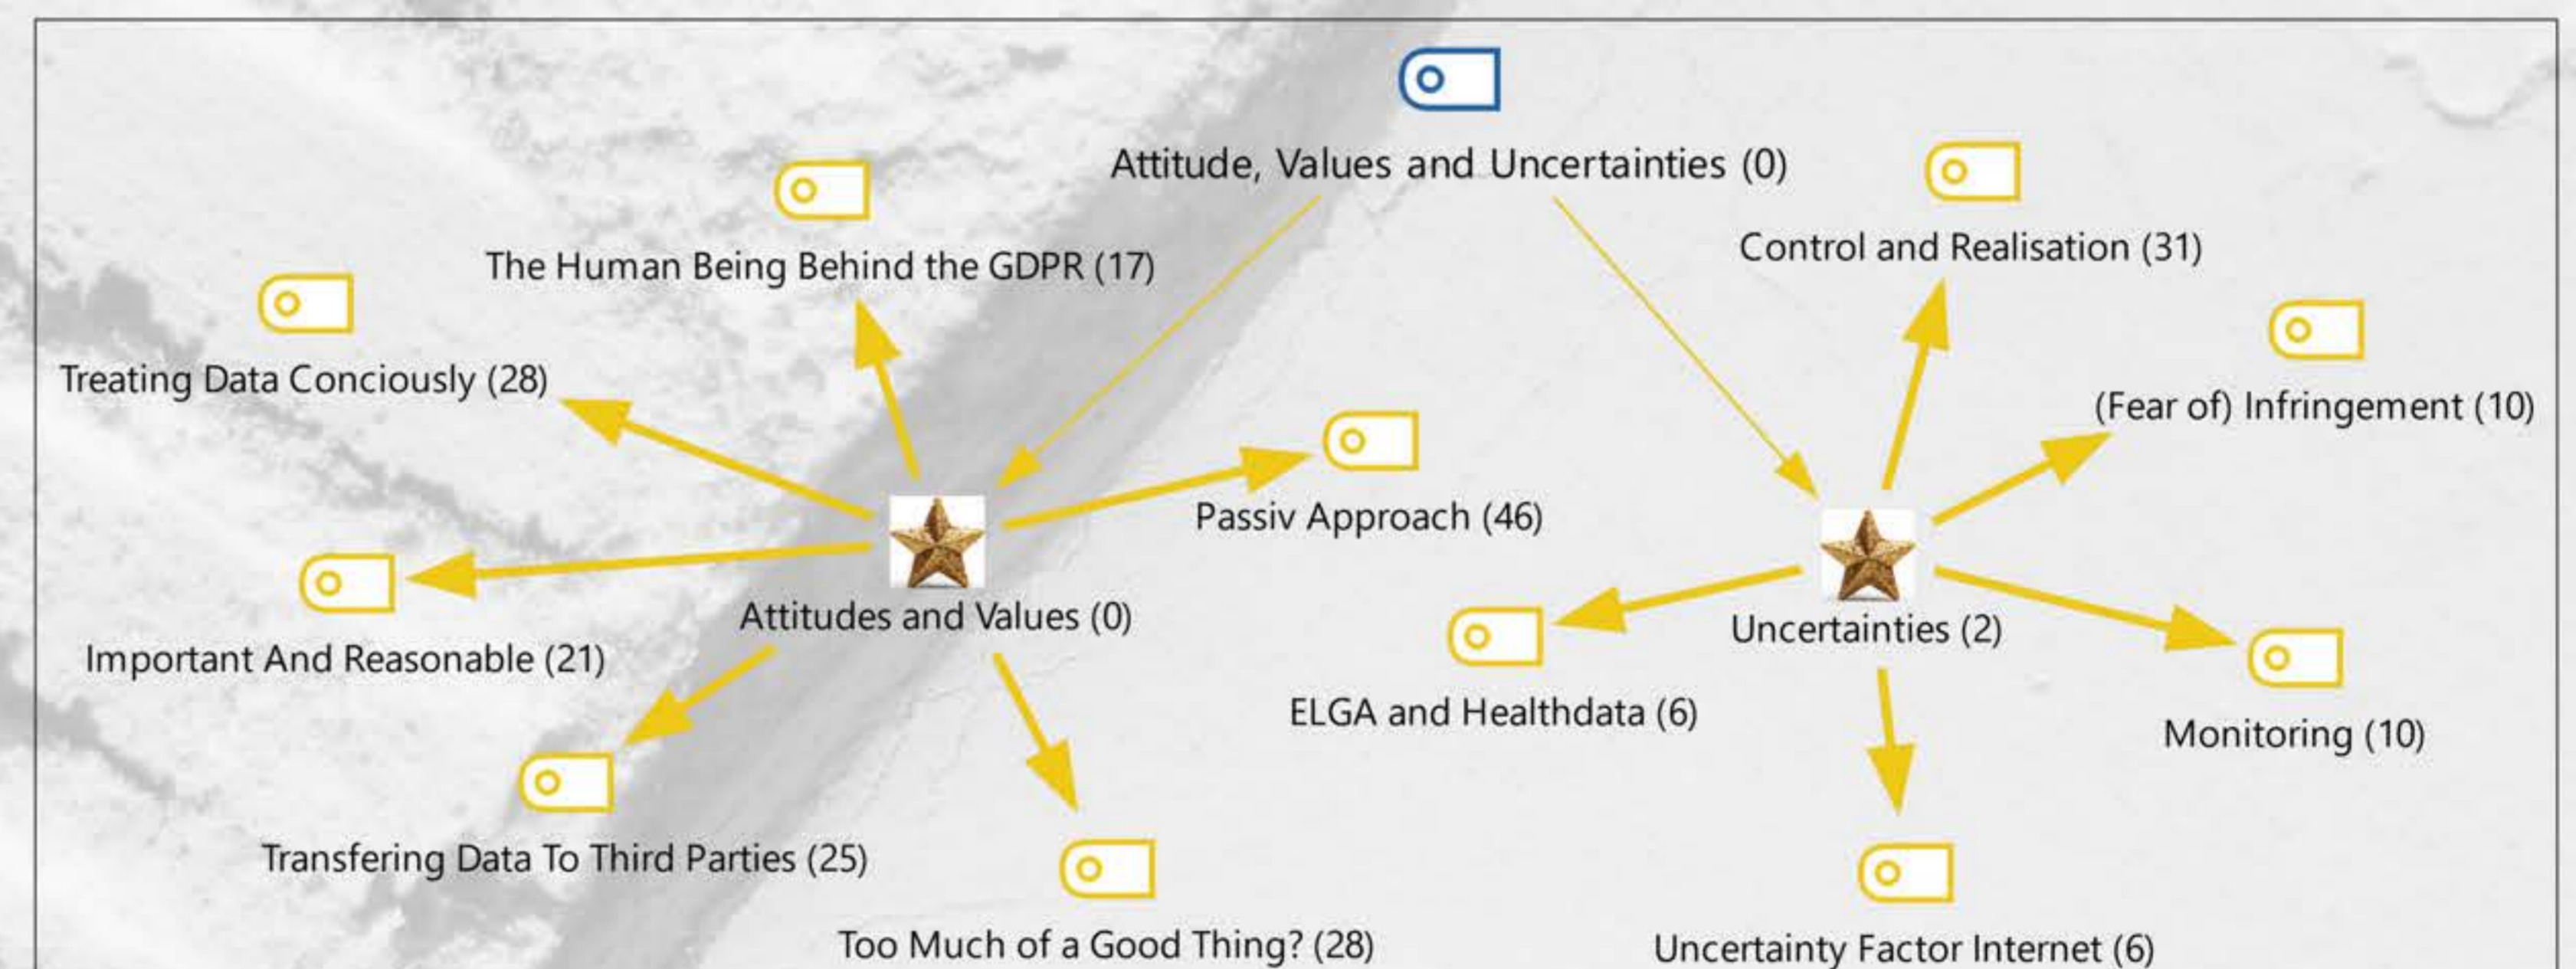 Attitude, Values and Uncertainties (0)
Control and Realisation (31)
The Human Being Behind the GDPR (17)
Treating Data Conciously (28)
(Fear of) Infringement (10)
Passiv Approach (46)
Attitudes and Values (0)
Uncertainties (2)
Important And Reasonable (21)
ELGA and Healthdata (6)
Monitoring (10)
Transfering Data To Third Parties (25)
Too Much of a Good Thing? (28)
Uncertainty Factor Internet (6)